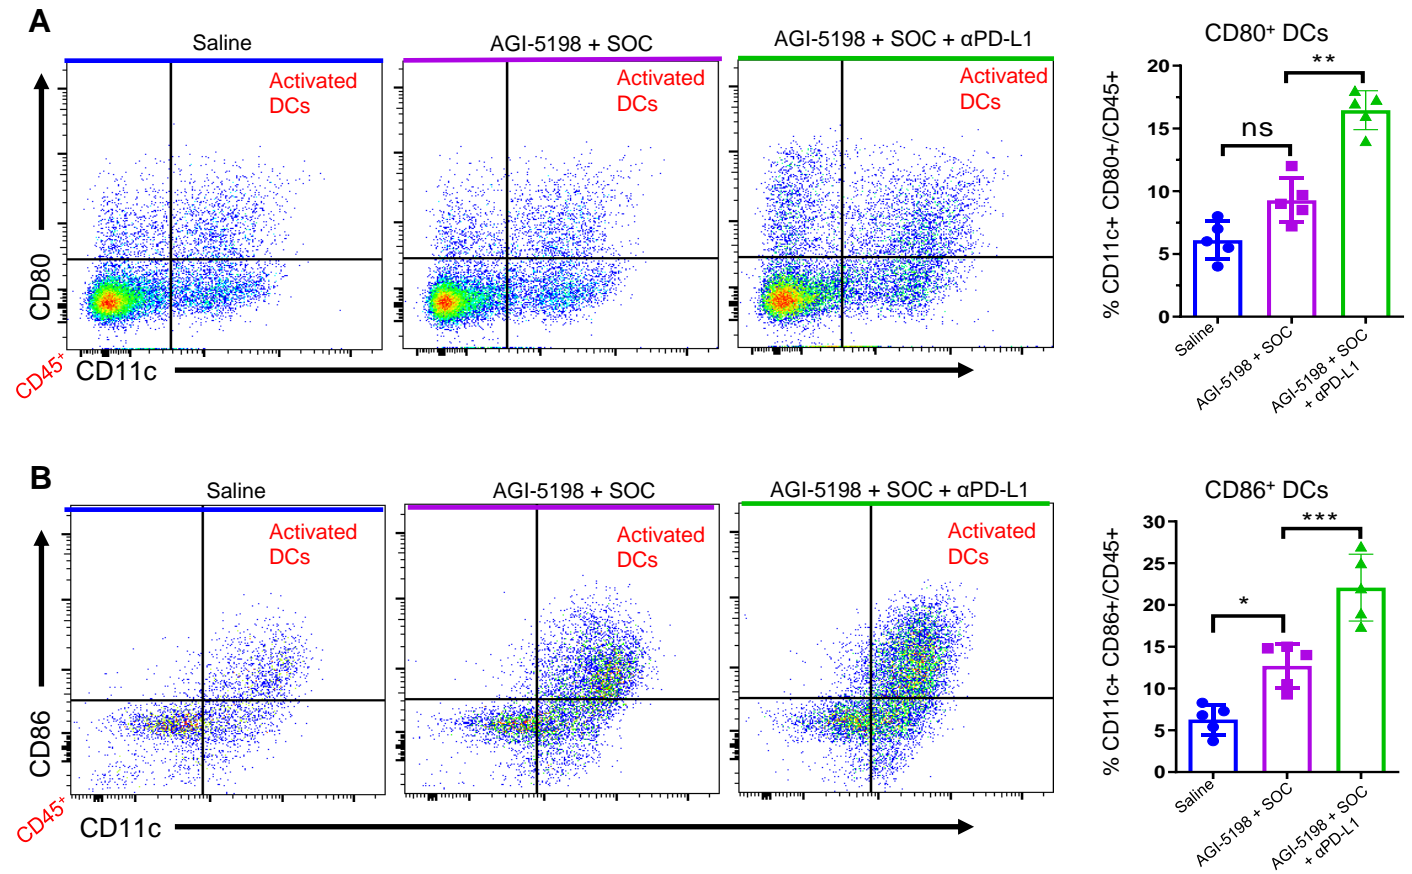 A
Saline
AGI-5198 + SOC
AGI-5198 + SOC + αPD-L1
Activated
DCs
Activated
DCs
Activated
DCs
CD80
CD45+
CD11c
CD80+ DCs
% CD11c+ CD80+/CD45+
20
15
10
5
0
ns
**
Saline
AGI-5198 + SOC
AGI-5198 + SOC
+ αPD-L1
B
Saline
AGI-5198 + SOC
AGI-5198 + SOC + αPD-L1
Activated
DCs
Activated
DCs
Activated
DCs
CD86
CD45+
CD11c
CD86+ DCs
% CD11c+ CD86+/CD45+
30
25
20
15
10
5
0
*
***
Saline
AGI-5198 + SOC
AGI-5198 + SOC
+ αPD-L1